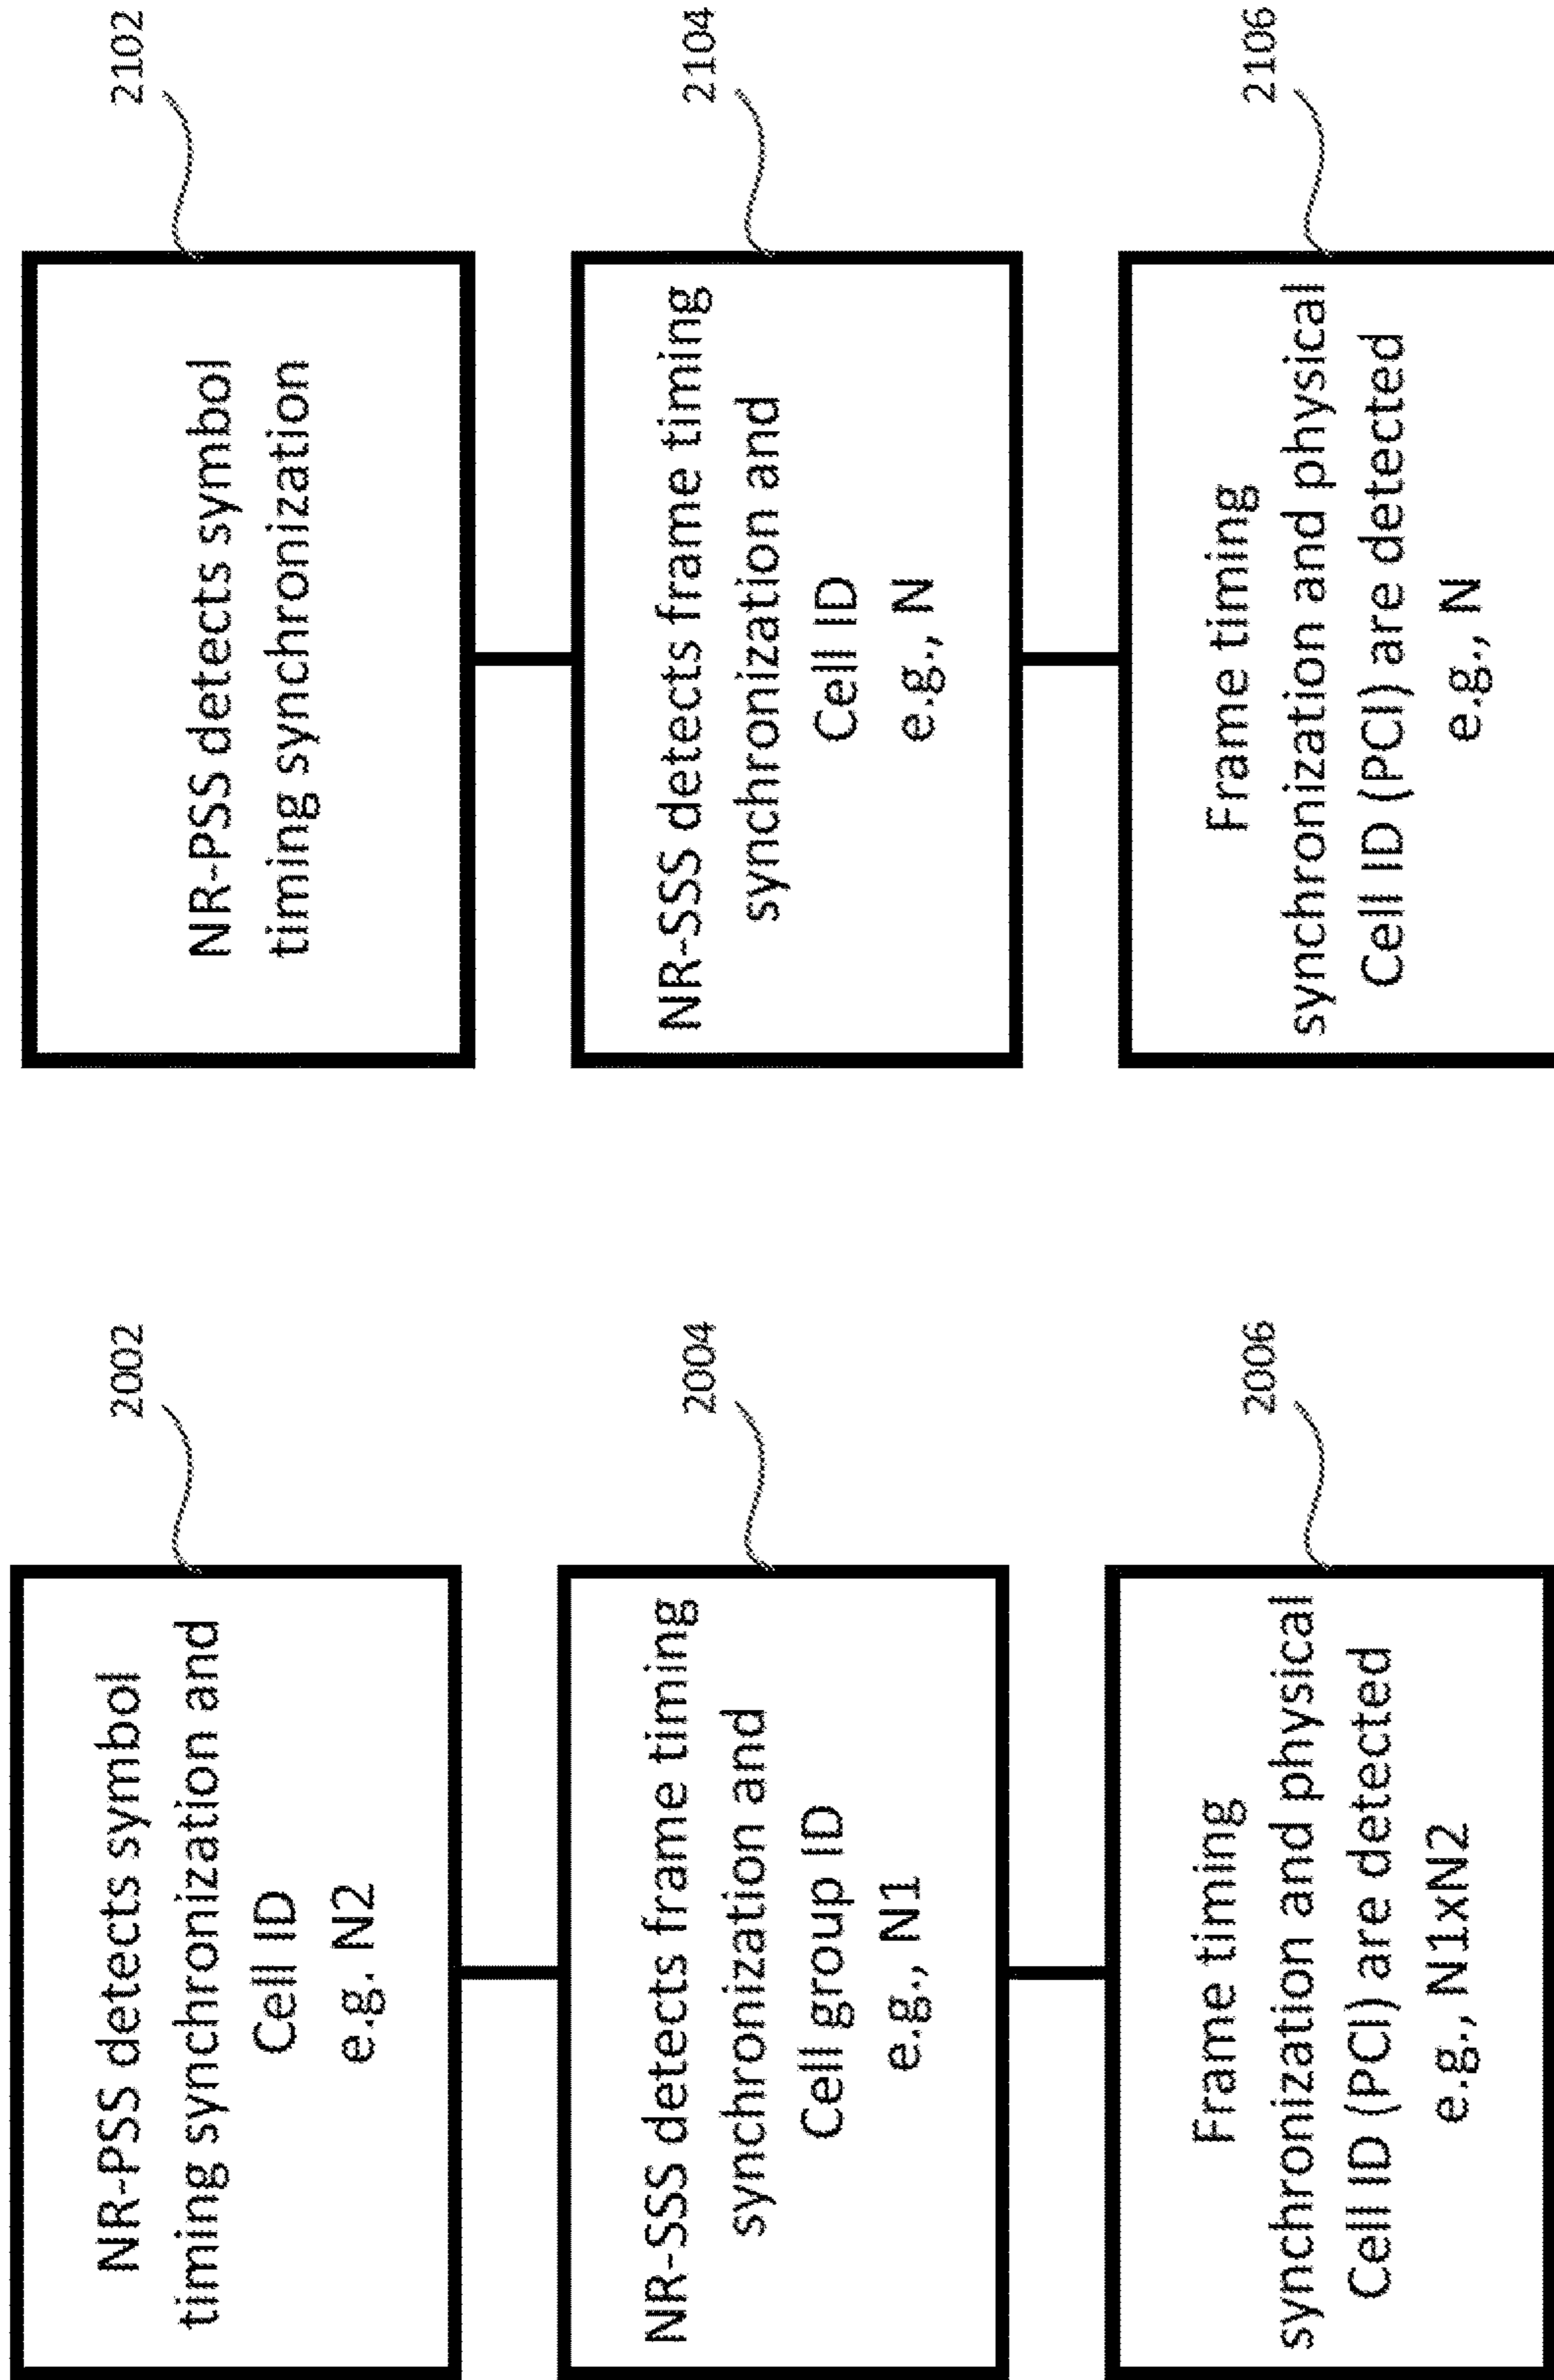 2002
NR-PSS detects symbol
timing synchronization and
Cell ID
e.g. N2
2004
NR-SSS detects frame timing
synchronization and
Cell group ID
e.g., N1
2006
Frame timing
synchronization and physical
Cell ID (PCI) are detected
e.g., N1xN2
2102
NR-PSS detects symbol
timing synchronization
2104
NR-SSS detects frame timing
synchronization and
Cell ID
e.g., N
2106
Frame timing
synchronization and physical
Cell ID (PCI) are detected
e.g., N